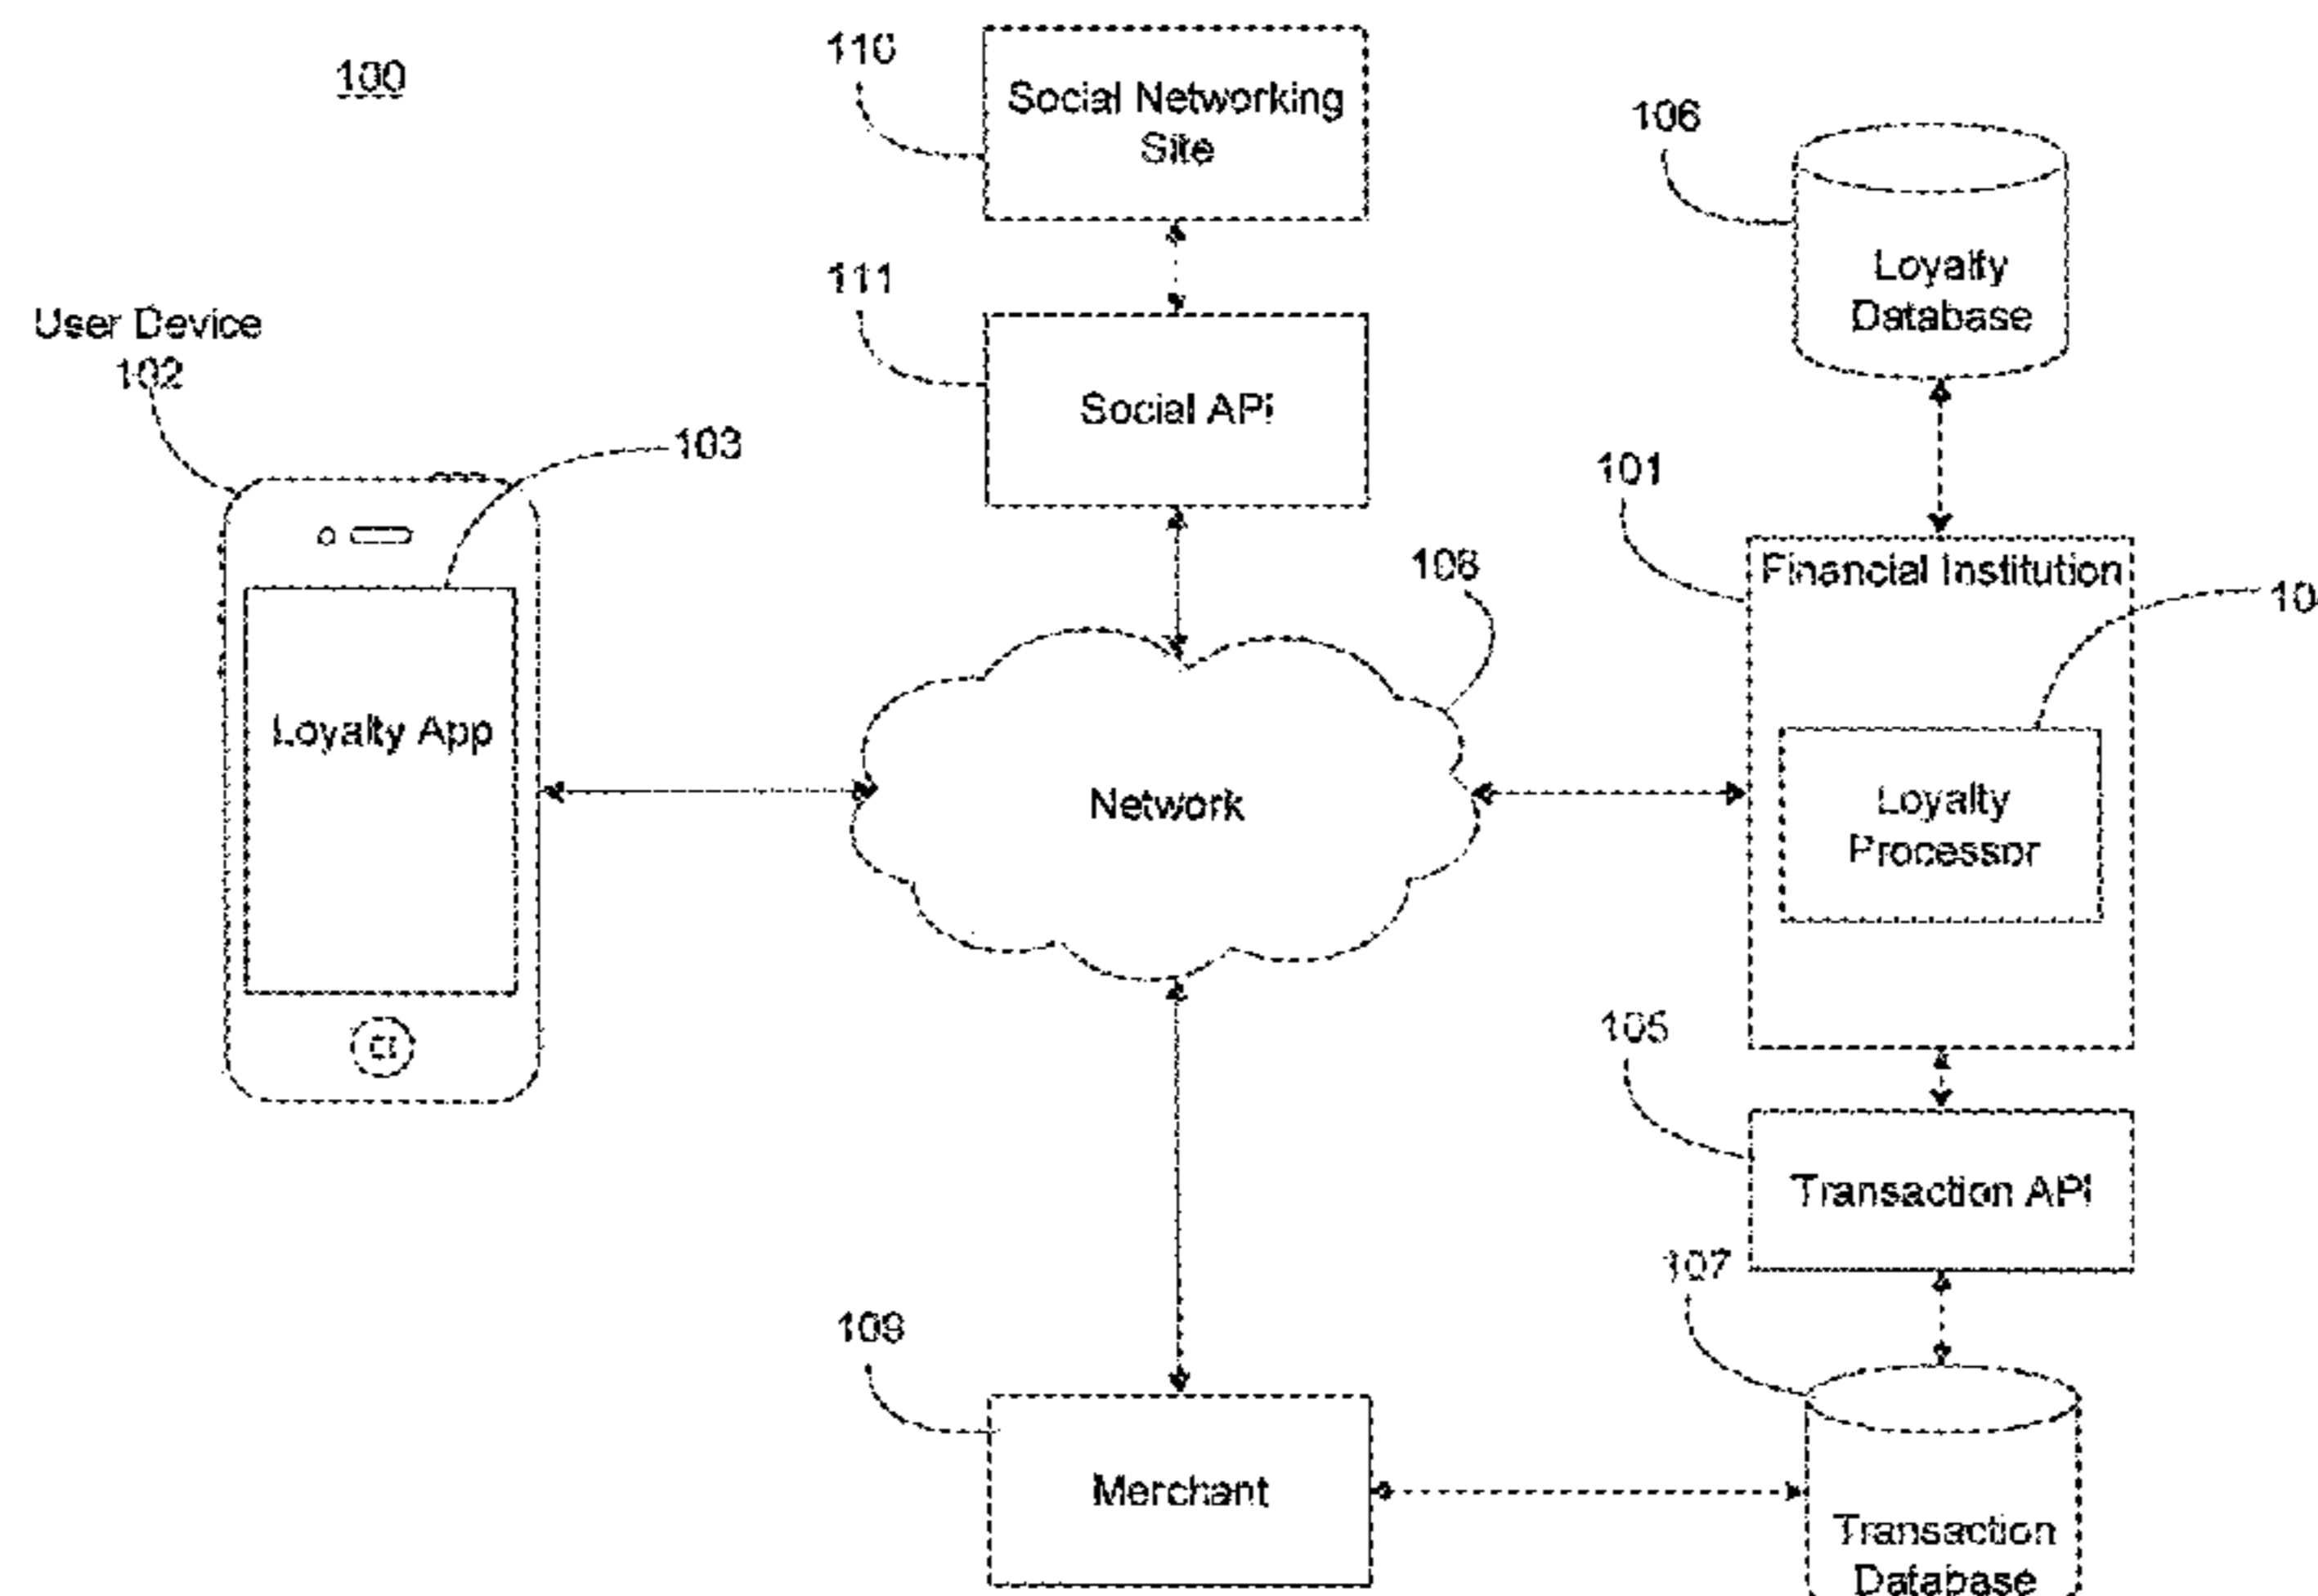 100
110
Social Networking
Site
106
Loyalty
Database
111
Social API
User Device
102
103
101
Financial Institution
10
108
Loyalty App
Network
Loyalty
Processor
105
Transaction API
107
109
Merchant
Transaction
Database